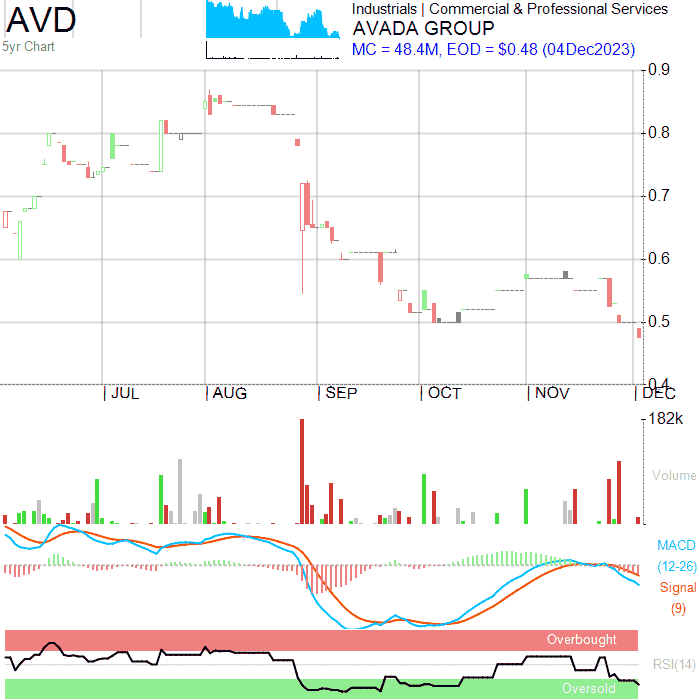 AVD
5yr Chart
Industrials | Commercial & Professional Services
AVADA GROUP
MC = 48.4M, EOD = $0.48 (04Dec2023)
0.9
0.8
0.7
0.6
0.5
0.4
JUL
AUG
SEP
OCT
NOV
DEC
182k
Volume
MACD
(12-26)
Signal
(9)
Overbought
RSI(14)
Oversold